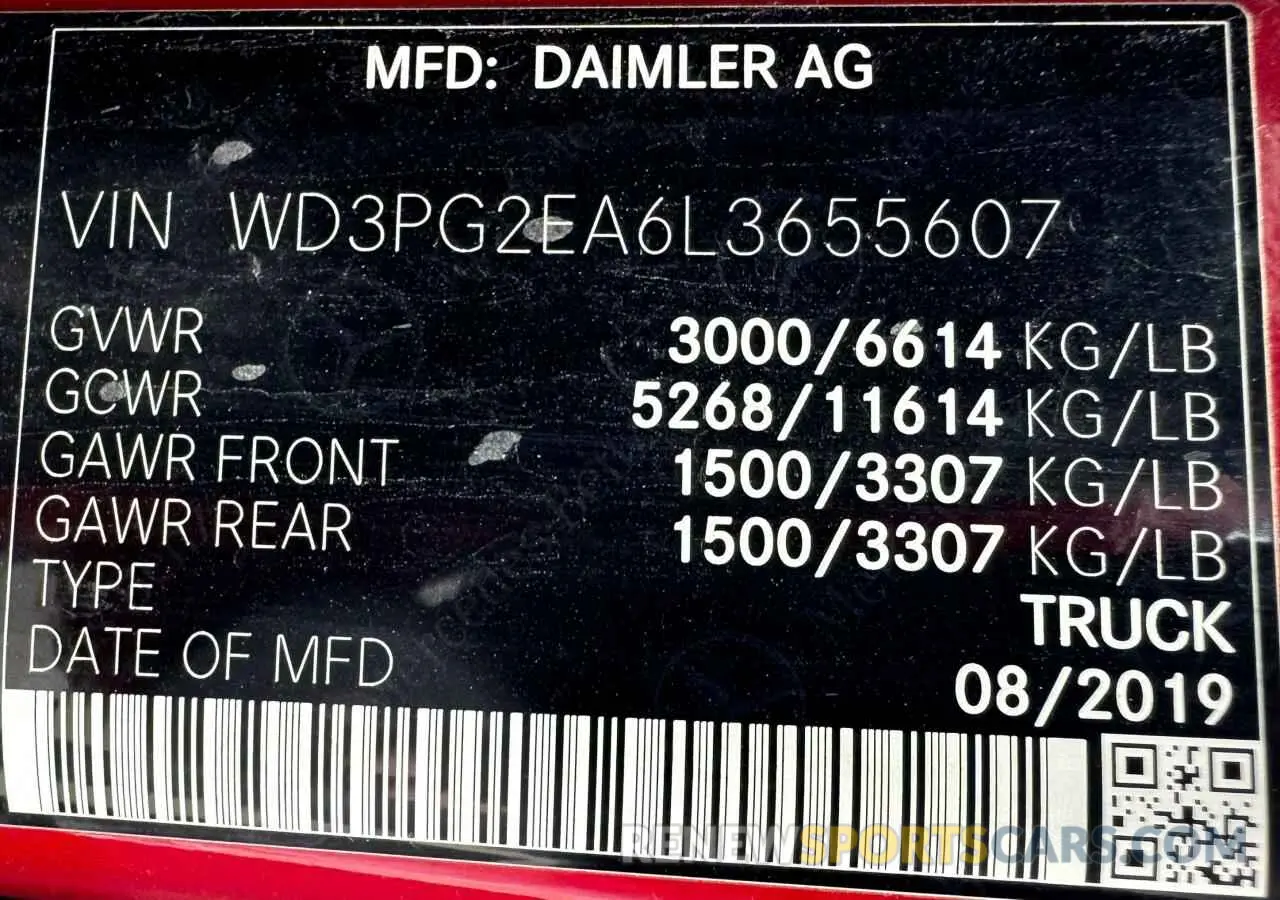 MFD: DAIMLER AG
VIN WD3PG2EA6L3655607
GVWR 3000/6614 KG/LB
GCWR 5268/11614 KG/LB
GAWR FRONT 1500/3307 KG/LB
GAWR REAR 1500/3307 KG/LB
TYPE TRUCK
DATE OF MFD 08/2019
RENEWSPORTSCARS.COM